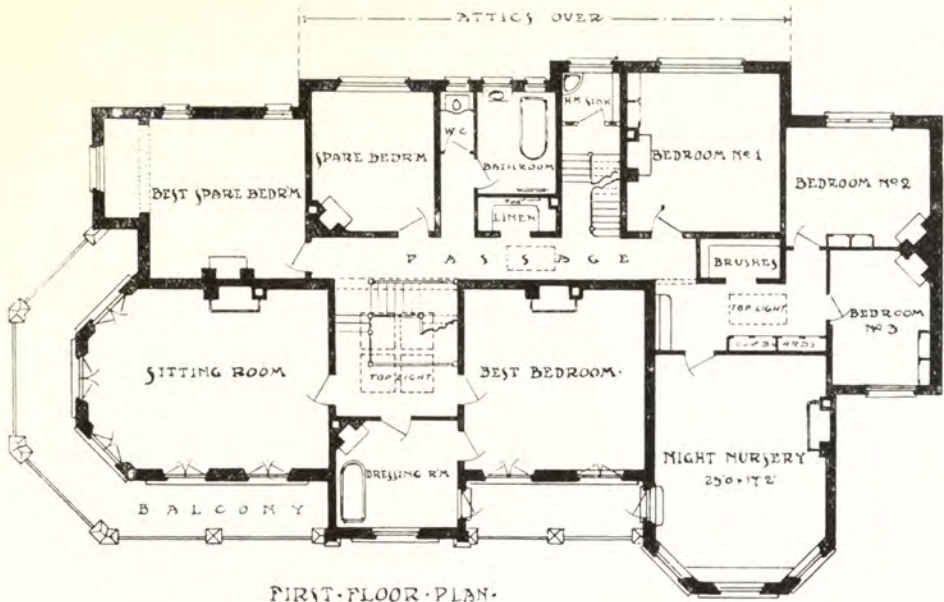 ATTICS OVER
H.M. SINK
W.C
BATHROOM
SPARE BEDR'M
BEDROOM No 1
BEST SPARE BEDR'M
BEDROOM No 2
LINEN
PASSAGE
BRUSHES
TOP LIGHT
BEDROOM
No 3
CUPBOARDS
SITTING ROOM
TOP LIGHT
BEST BEDROOM.
NIGHT NURSERY
23'0 × 17'2
DRESSING R'M
BALCONY
FIRST·FLOOR·PLAN·